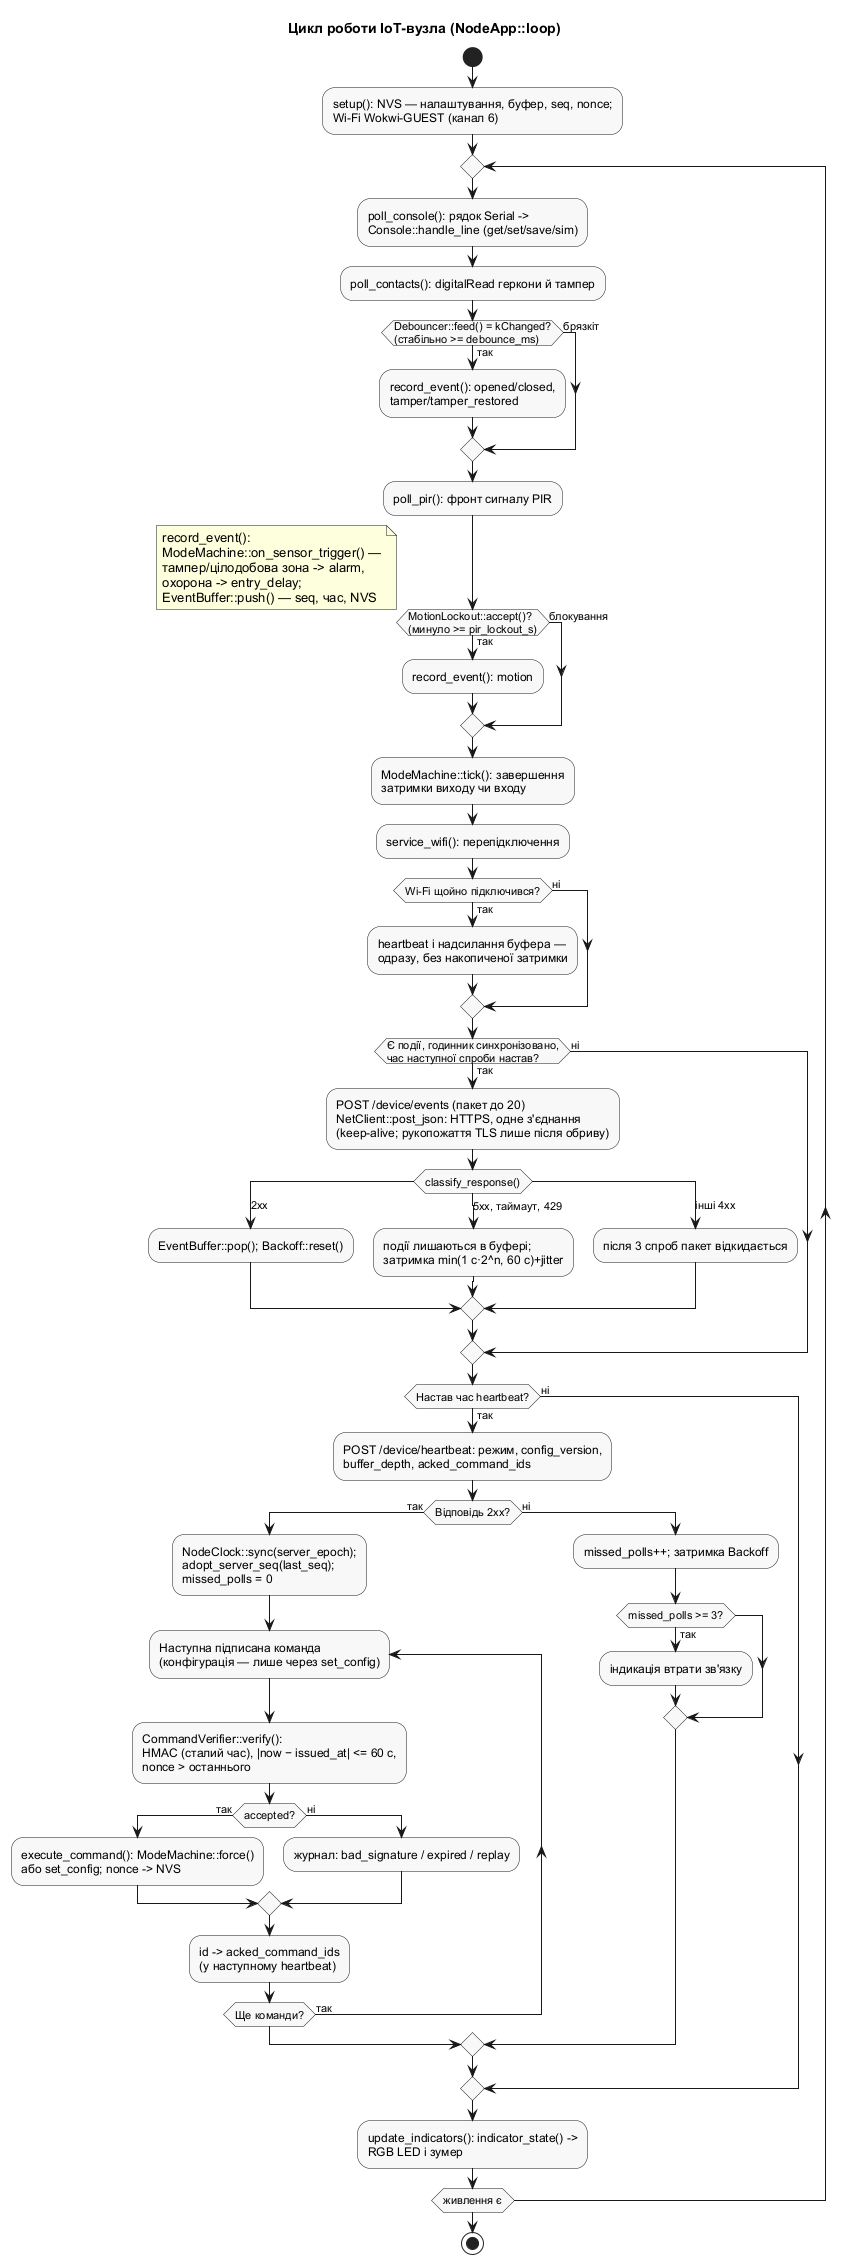 Цикл роботи IoT-вузла (NodeApp::loop)
setup(): NVS — налаштування, буфер, seq, nonce;
Wi-Fi Wokwi-GUEST (канал 6)
poll_console(): рядок Serial ->
Console::handle_line (get/set/save/sim)
poll_contacts(): digitalRead геркони й тампер
Debouncer::feed() = kChanged?
(стабільно >= debounce_ms)
брязкіт
так
record_event(): opened/closed,
tamper/tamper_restored
poll_pir(): фронт сигналу PIR
record_event():
ModeMachine::on_sensor_trigger() —
тампер/цілодобова зона -> alarm,
охорона -> entry_delay;
EventBuffer::push() — seq, час, NVS
MotionLockout::accept()?
(минуло >= pir_lockout_s)
блокування
так
record_event(): motion
ModeMachine::tick(): завершення
затримки виходу чи входу
service_wifi(): перепідключення
Wi-Fi щойно підключився?
ні
так
heartbeat і надсилання буфера —
одразу, без накопиченої затримки
Є події, годинник синхронізовано,
час наступної спроби настав?
ні
так
POST /device/events (пакет до 20)
NetClient::post_json: HTTPS, одне з'єднання
(keep-alive; рукопожаття TLS лише після обриву)
classify_response()
2xx
5xx, таймаут, 429
інші 4xx
EventBuffer::pop(); Backoff::reset()
події лишаються в буфері;
затримка min(1 с·2^n, 60 с)+jitter
після 3 спроб пакет відкидається
Настав час heartbeat?
ні
так
POST /device/heartbeat: режим, config_version,
buffer_depth, acked_command_ids
так
Відповідь 2xx?
ні
NodeClock::sync(server_epoch);
adopt_server_seq(last_seq);
missed_polls = 0
missed_polls++; затримка Backoff
missed_polls >= 3?
так
індикація втрати зв'язку
Наступна підписана команда
(конфігурація — лише через set_config)
CommandVerifier::verify():
HMAC (сталий час), |now − issued_at| <= 60 с,
nonce > останнього
так
accepted?
ні
execute_command(): ModeMachine::force()
або set_config; nonce -> NVS
журнал: bad_signature / expired / replay
id -> acked_command_ids
(у наступному heartbeat)
Ще команди?
так
update_indicators(): indicator_state() ->
RGB LED і зумер
живлення є